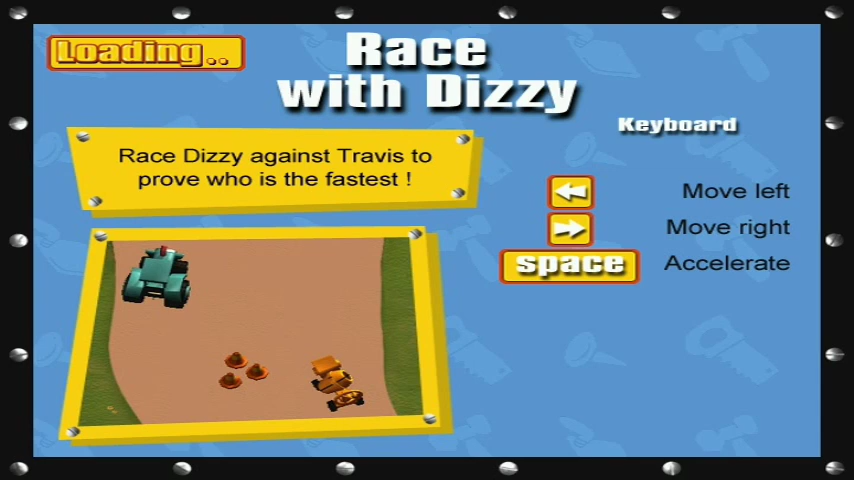 Loading..
Race
with Dizzy
Keyboard
Race Dizzy against Travis to
prove who is the fastest !
Move left
Move right
space Accelerate